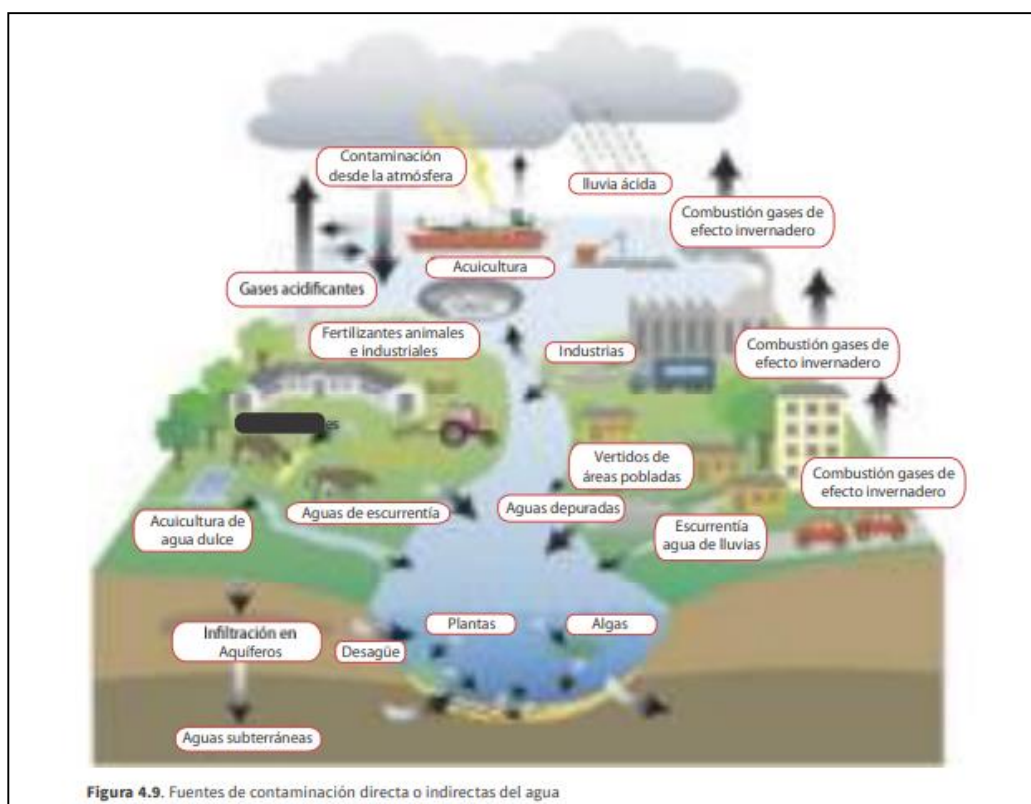 Contaminación
desde la atmósfera
lluvia ácida
Combustión gases de
efecto invernadero
Acuicultura
Gases acidificantes
Fertilizantes animales
e industriales
Industrias
Combustión gases de
efecto invernadero
Vertidos de
áreas pobladas
Combustión gases de
efecto invernadero
Aguas de escurrentía
Aguas depuradas
Acuicultura de
agua dulce
Escurrentía
agua de lluvias
Plantas
Algas
Infiltración en
Aquíferos
Desagüe
Aguas subterráneas
Figura 4.9. Fuentes de contaminación directa o indirectas del agua